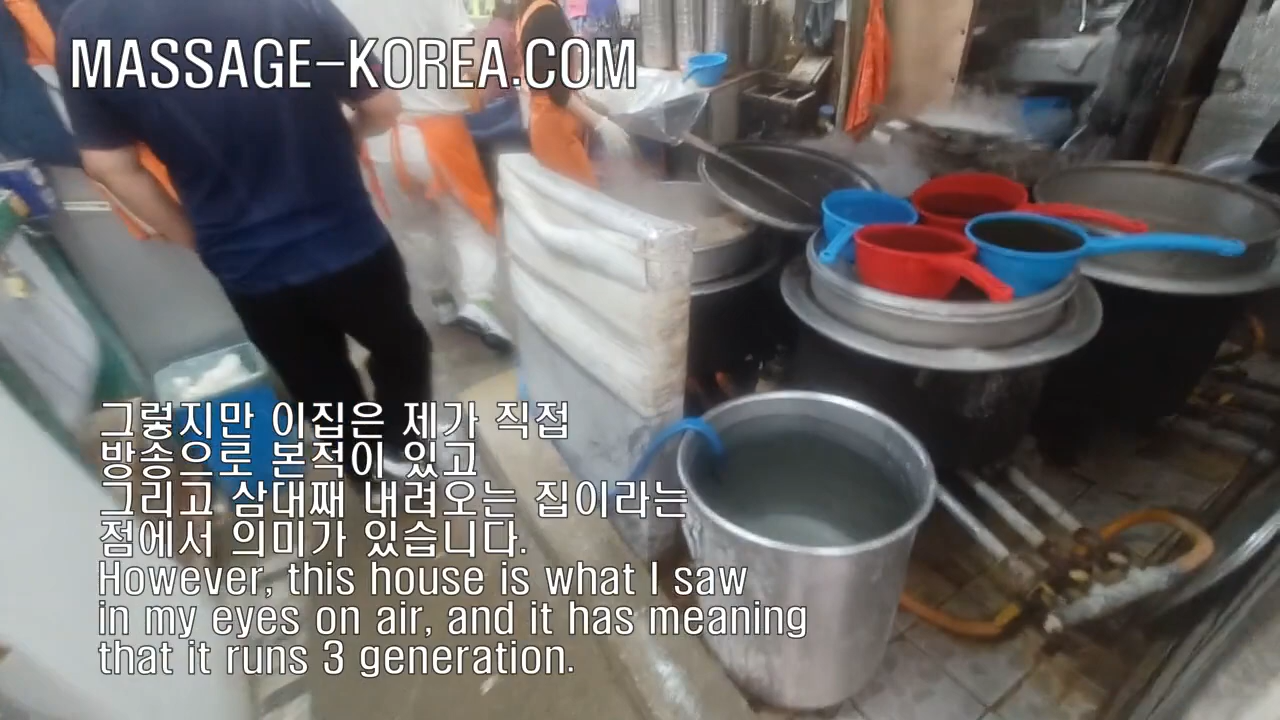 MASSAGE-KOREA.COM
그렇지만 이집은 제가 직접
방송으로 본적이 있고
그리고 삼대째 내려오는 집이라는
점에서 의미가 있습니다.
However, this house is what I saw
in my eyes on air, and it has meaning
that it runs 3 generation.